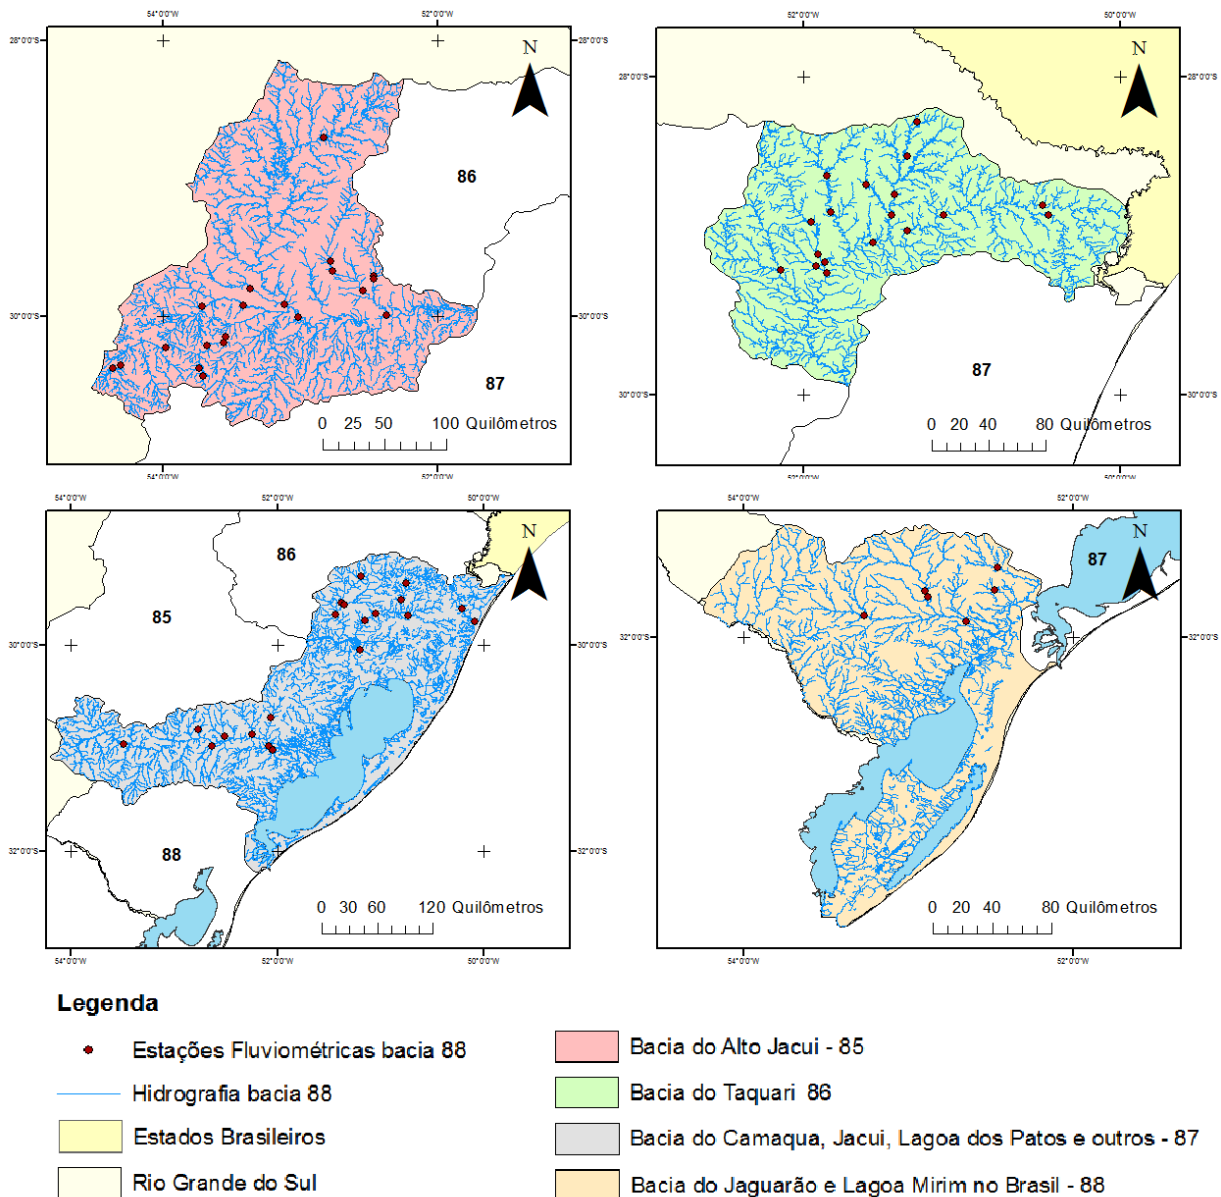 54°0'0"W 52°0'0"W
28°0'0"S 28°0'0"S
N
86
30°0'0"S 30°0'0"S
87
0 25 50 100 Quilômetros
54°0'0"W 52°0'0"W
52°0'0"W 50°0'0"W
28°0'0"S 28°0'0"S
N
87
30°0'0"S 30°0'0"S
0 20 40 80 Quilômetros
52°0'0"W 50°0'0"W
54°0'0"W 52°0'0"W 50°0'0"W
86
N
85
30°0'0"S 30°0'0"S
88
32°0'0"S 32°0'0"S
0 30 60 120 Quilômetros
54°0'0"W 52°0'0"W 50°0'0"W
54°0'0"W 52°0'0"W
87
N
32°0'0"S 32°0'0"S
0 20 40 80 Quilômetros
54°0'0"W 52°0'0"W
Legenda
Estações Fluviométricas bacia 88
Hidrografia bacia 88
Estados Brasileiros
Rio Grande do Sul
Bacia do Alto Jacui - 85
Bacia do Taquari 86
Bacia do Camaqua, Jacui, Lagoa dos Patos e outros - 87
Bacia do Jaguarão e Lagoa Mirim no Brasil - 88